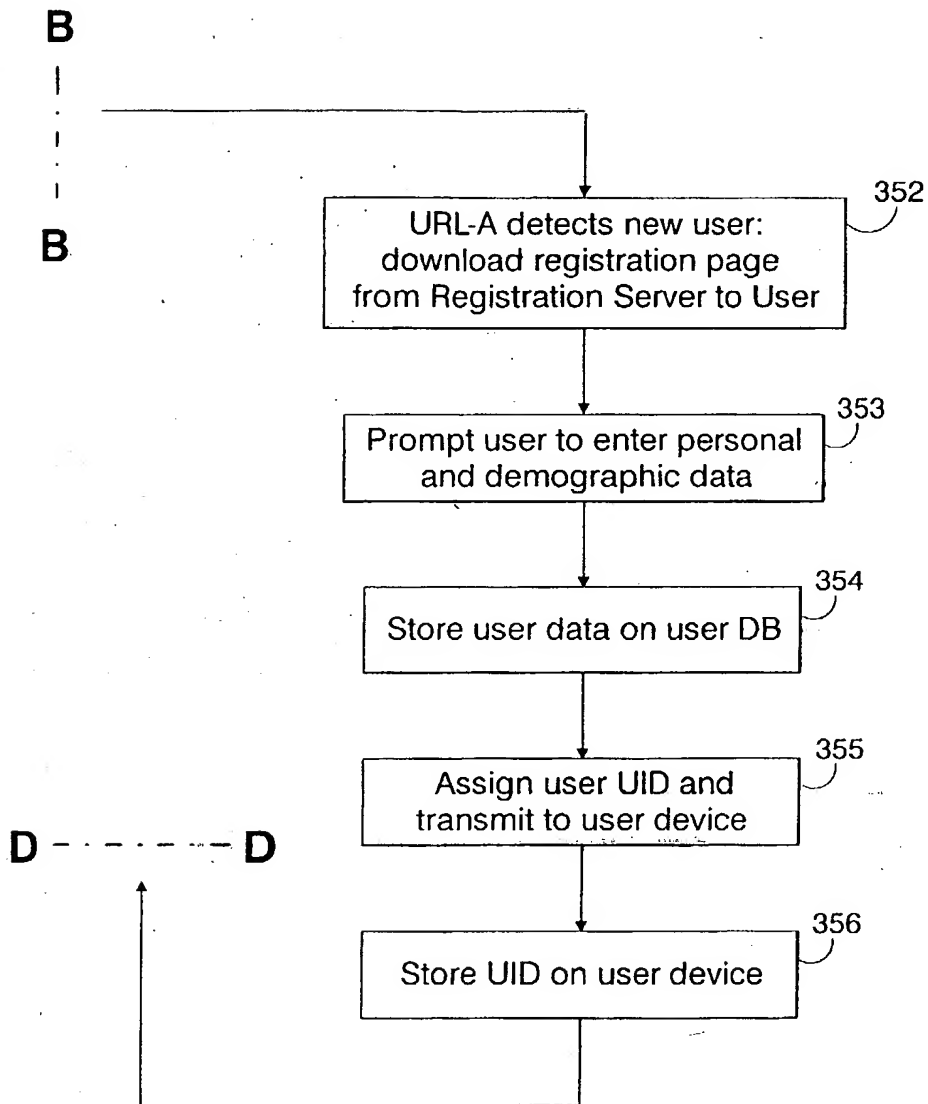 B
B
352
URL-A detects new user:
download registration page
from Registration Server to User
353
Prompt user to enter personal
and demographic data
354
Store user data on user DB
355
Assign user UID and
transmit to user device
D D
356
Store UID on user device